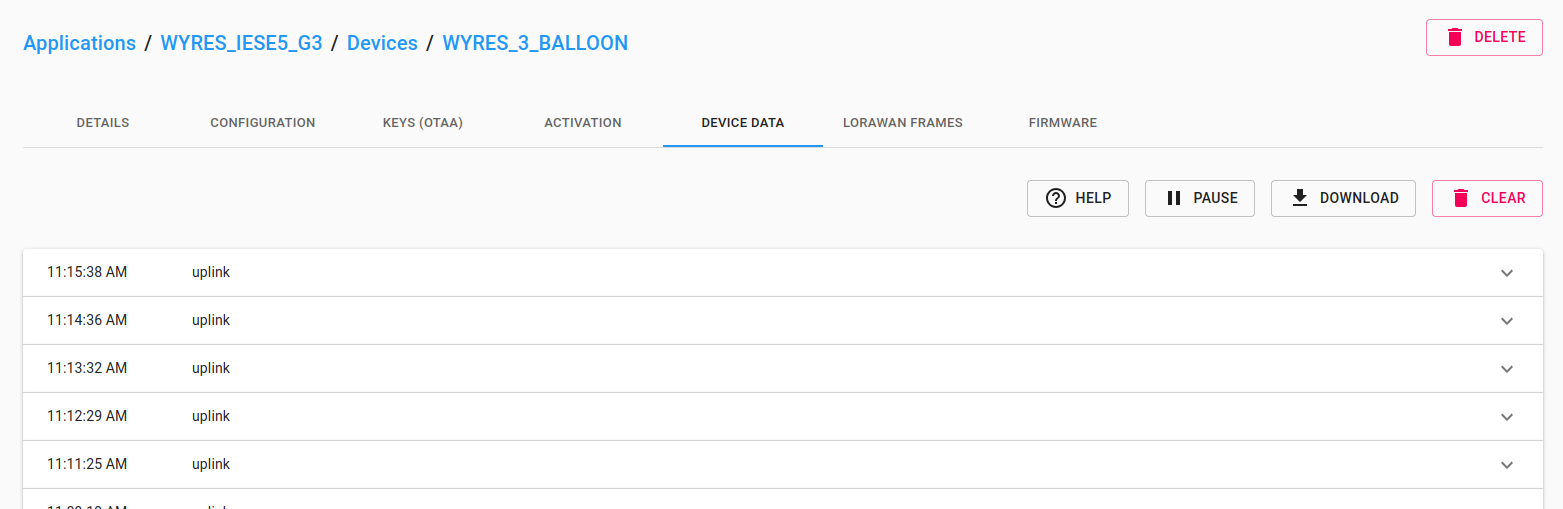 Applications / WYRES_IESE5_G3 / Devices / WYRES_3_BALLOON
DELETE
DETAILS CONFIGURATION KEYS (OTAA) ACTIVATION DEVICE DATA LORAWAN FRAMES FIRMWARE
HELP PAUSE DOWNLOAD CLEAR
11:15:38 AM uplink
11:14:36 AM uplink
11:13:32 AM uplink
11:12:29 AM uplink
11:11:25 AM uplink